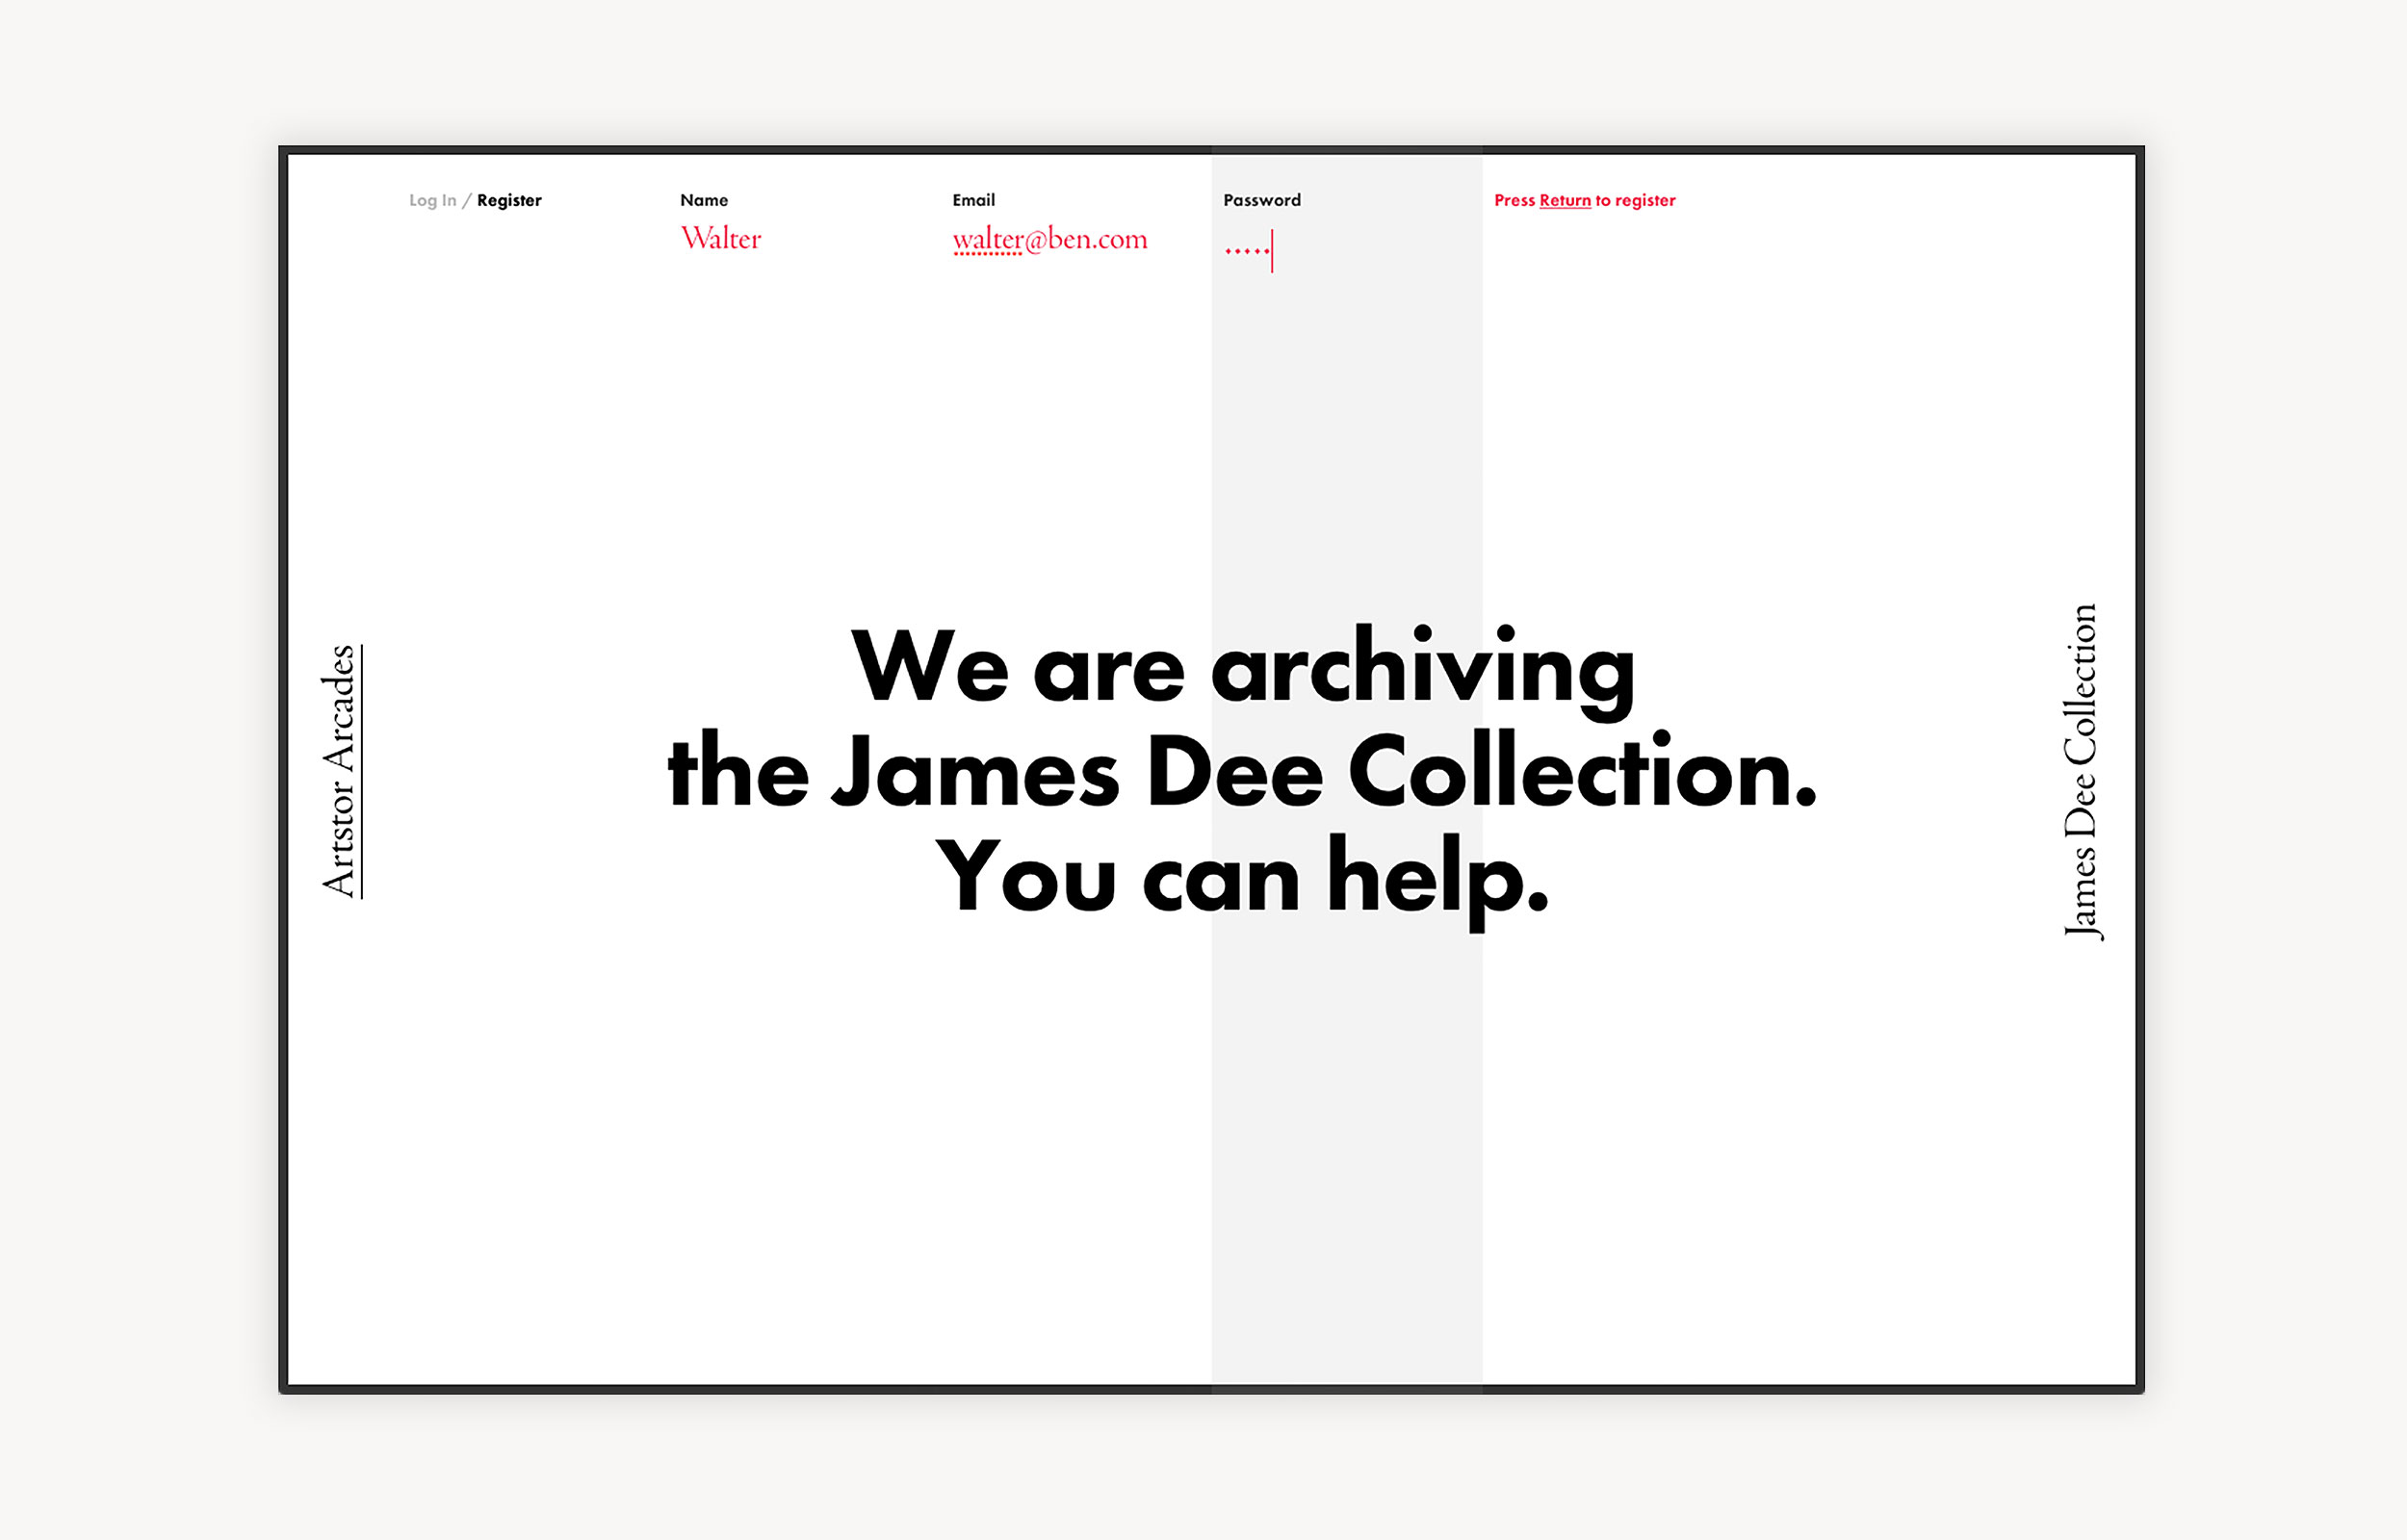 Log In / Register
Name
Walter
Email
walter@ben.com
Password
•••••
Press Return to register
Artstor Arcades
We are archiving
the James Dee Collection.
You can help.
James Dee Collection